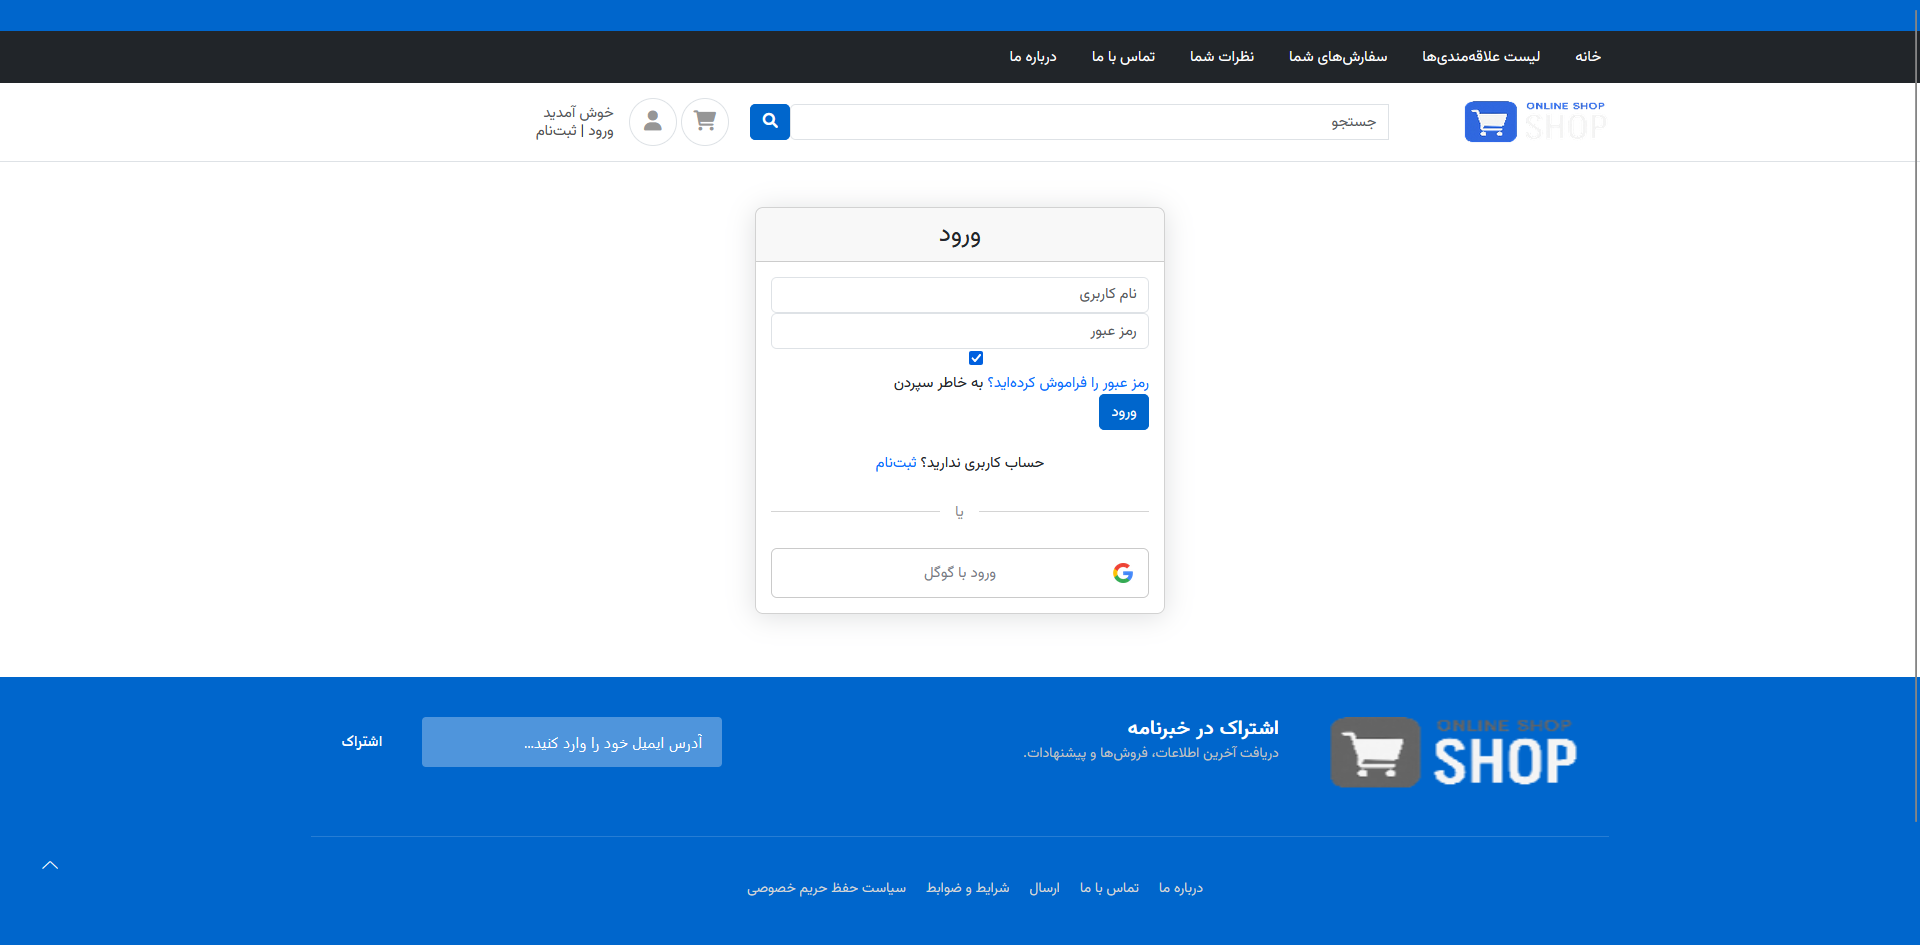 خانه
لیست علاقه‌مندی‌ها
سفارش‌های شما
نظرات شما
تماس با ما
درباره ما
ONLINE SHOP
SHOP
جستجو
خوش آمدید
ورود | ثبت‌نام
ورود
نام کاربری
رمز عبور
رمز عبور را فراموش کرده‌اید؟ به خاطر سپردن
ورود
حساب کاربری ندارید؟ ثبت‌نام
یا
ورود با گوگل
ONLINE SHOP
SHOP
اشتراک در خبرنامه
دریافت آخرین اطلاعات، فروش‌ها و پیشنهادات.
آدرس ایمیل خود را وارد کنید...
اشتراک
درباره ما
تماس با ما
ارسال
شرایط و ضوابط
سیاست حفظ حریم خصوصی